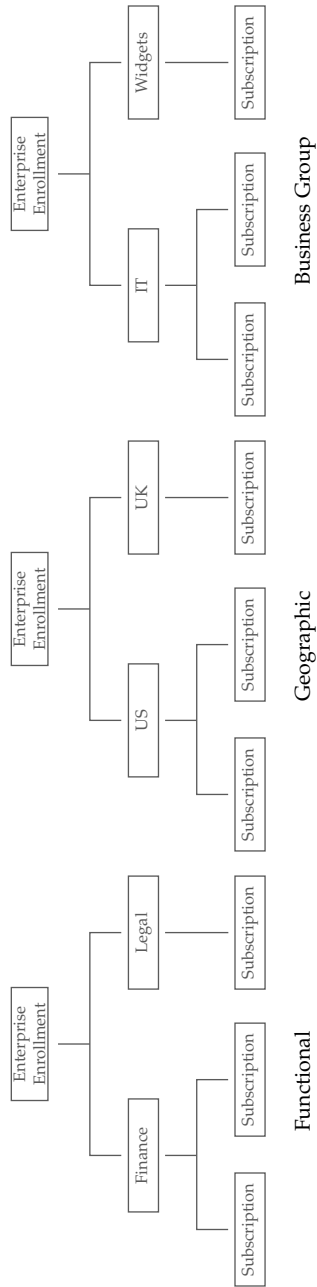 Enterprise
Enrollment
Finance
Legal
Subscription
Subscription
Subscription
Functional
Enterprise
Enrollment
US
UK
Subscription
Subscription
Subscription
Geographic
Enterprise
Enrollment
IT
Widgets
Subscription
Subscription
Subscription
Business Group